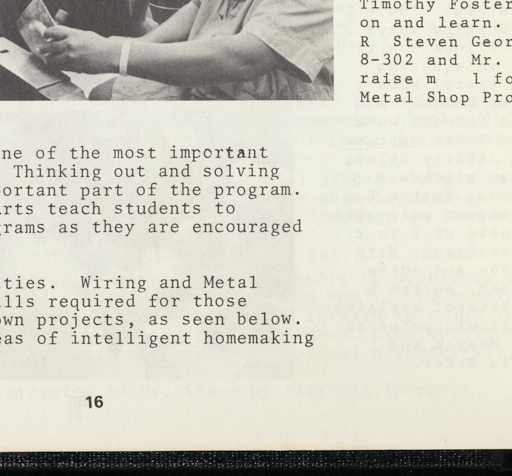 Timothy Foster
on and learn.
R Steven Geor
8-302 and Mr.
raise m l fo
Metal Shop Pro
ne of the most important
Thinking out and solving
ortant part of the program.
rts teach students to
grams as they are encouraged
ties. Wiring and Metal
ills required for those
own projects, as seen below.
eas of intelligent homemaking
16